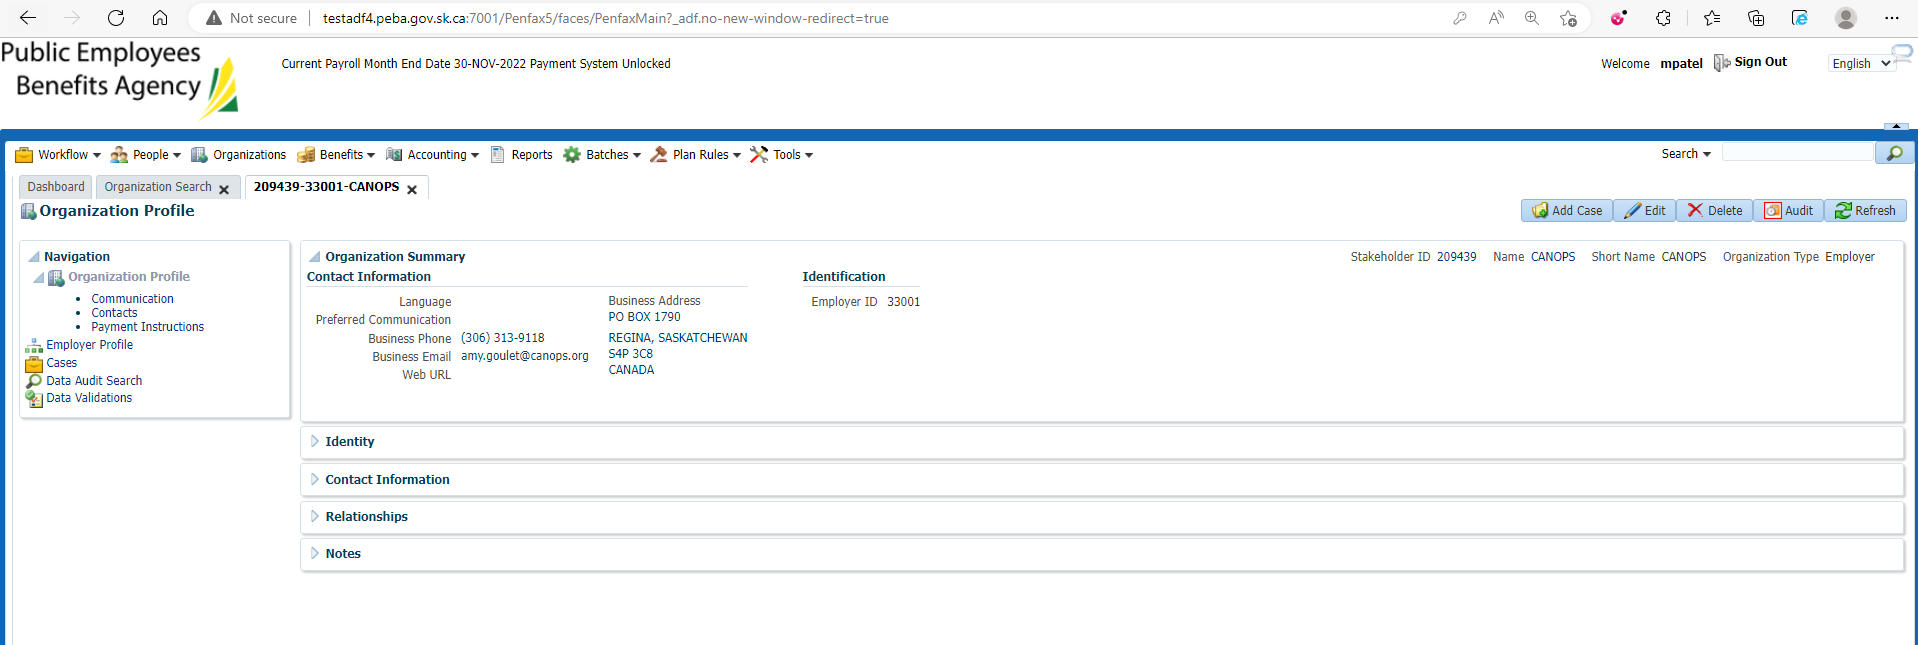 Not secure | testadf4.peba.gov.sk.ca:7001/Penfax5/faces/PenfaxMain?_adf.no-new-window-redirect=true
Public Employees
Benefits Agency
Current Payroll Month End Date 30-NOV-2022 Payment System Unlocked
Welcome mpatel Sign Out English
Workflow People Organizations Benefits Accounting Reports Batches Plan Rules Tools Search
Dashboard Organization Search 209439-33001-CANOPS
Organization Profile
Add Case Edit Delete Audit Refresh
Navigation
Organization Profile
Communication
Contacts
Payment Instructions
Employer Profile
Cases
Data Audit Search
Data Validations
Organization Summary
Stakeholder ID 209439 Name CANOPS Short Name CANOPS Organization Type Employer
Contact Information
Language
Preferred Communication
Business Phone (306) 313-9118
Business Email amy.goulet@canops.org
Web URL
Business Address
PO BOX 1790
REGINA, SASKATCHEWAN
S4P 3C8
CANADA
Identification
Employer ID 33001
Identity
Contact Information
Relationships
Notes